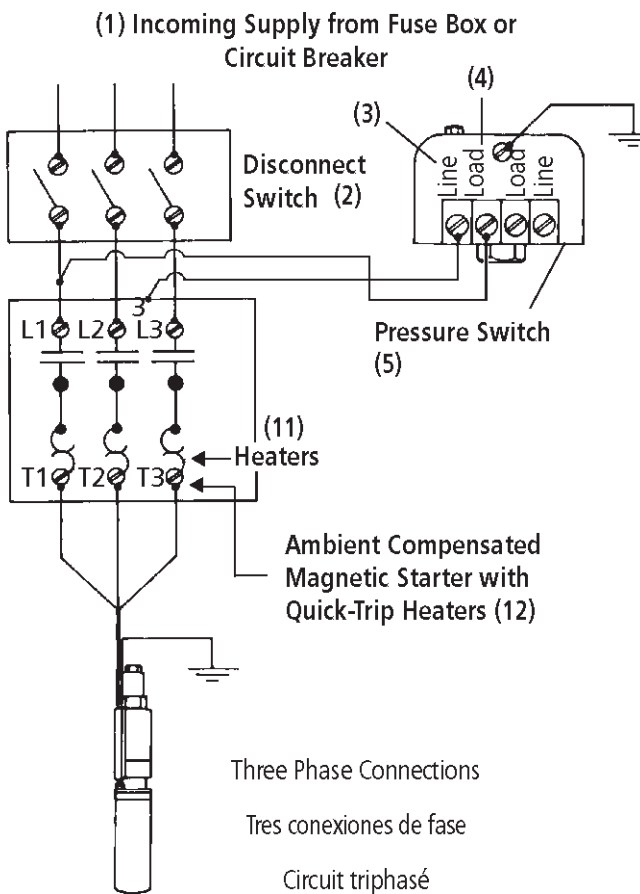 (1) Incoming Supply from Fuse Box or
Circuit Breaker
(4)
(3)
Line
Load
Load
Line
Disconnect
Switch (2)
3
L1 L2 L3
Pressure Switch
(5)
(11)
Heaters
T1 T2 T3
Ambient Compensated
Magnetic Starter with
Quick-Trip Heaters (12)
Three Phase Connections
Tres conexiones de fase
Circuit triphasé